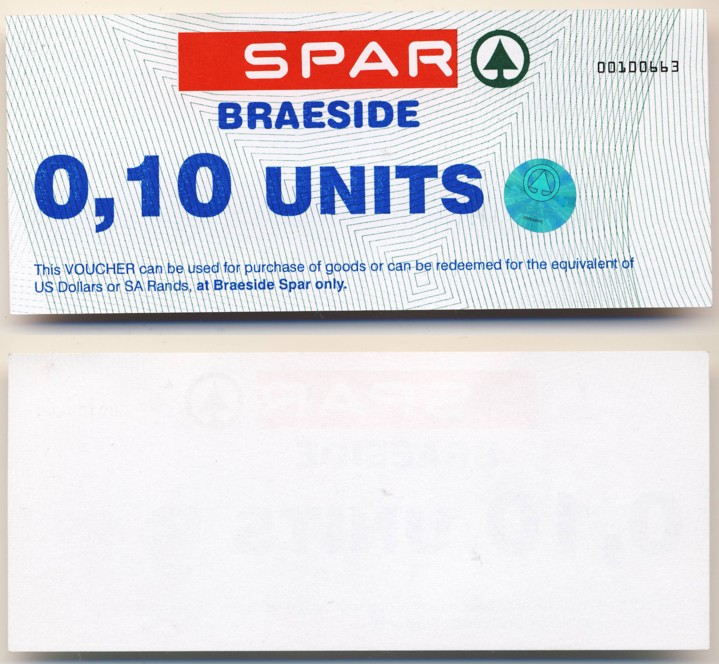 SPAR
00100663
BRAESIDE
0,10 UNITS
This VOUCHER can be used for purchase of goods or can be redeemed for the equivalent of
US Dollars or SA Rands, at Braeside Spar only.